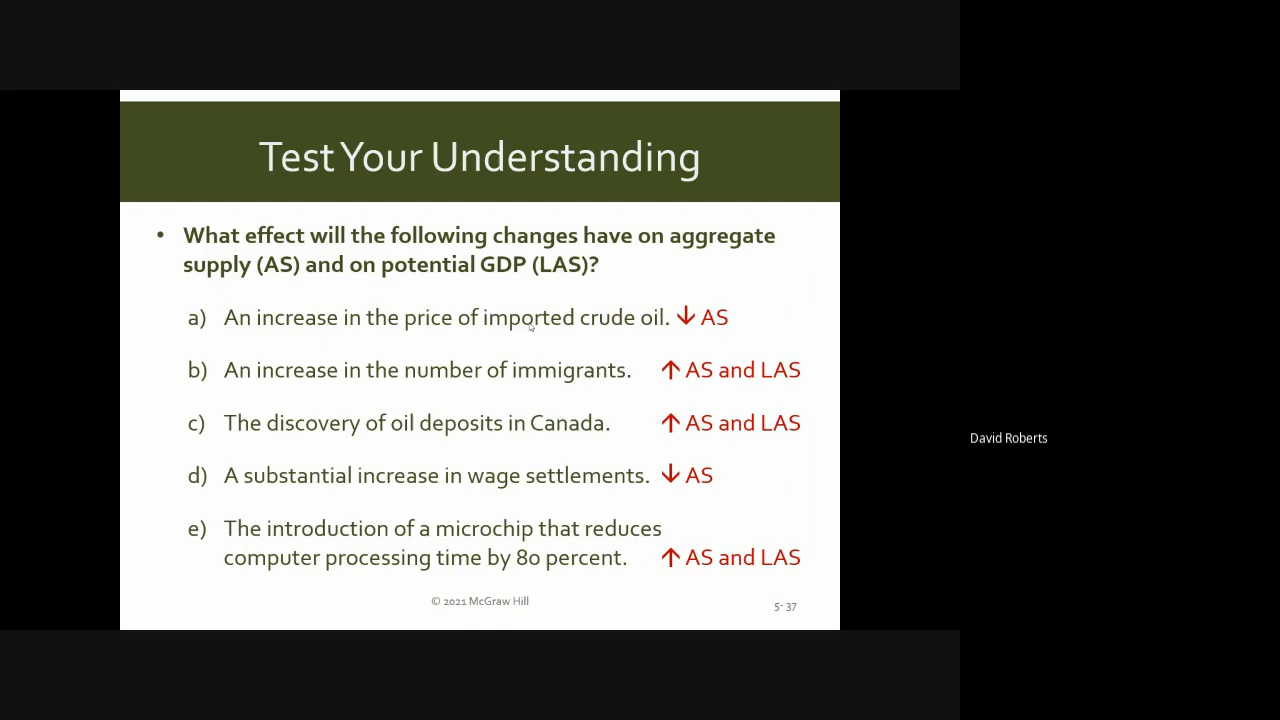 Test Your Understanding
• What effect will the following changes have on aggregate
supply (AS) and on potential GDP (LAS)?
a) An increase in the price of imported crude oil. ↓ AS
b) An increase in the number of immigrants. ↑ AS and LAS
c) The discovery of oil deposits in Canada. ↑ AS and LAS
David Roberts
d) A substantial increase in wage settlements. ↓ AS
e) The introduction of a microchip that reduces
computer processing time by 80 percent. ↑ AS and LAS
© 2021 McGraw Hill
5- 37